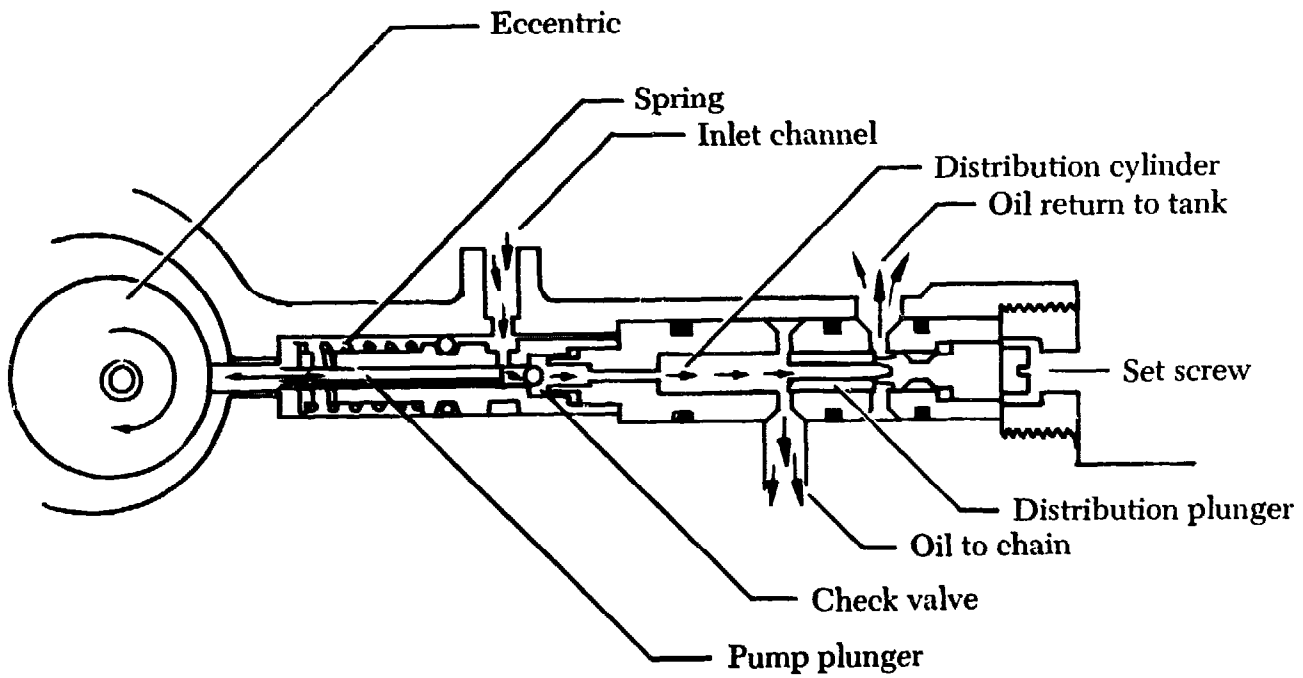 Eccentric
Spring
Inlet channel
Distribution cylinder
Oil return to tank
Set screw
Distribution plunger
Oil to chain
Check valve
Pump plunger